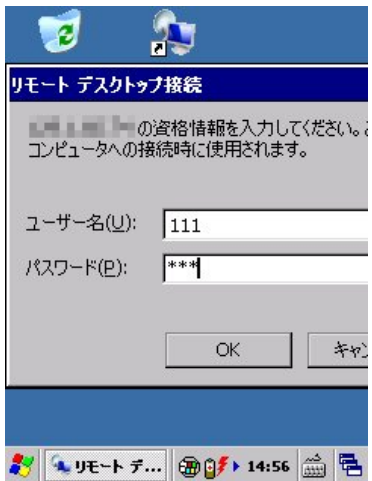 リモート デスクトップ接続
の資格情報を入力してください。
コンピュータへの接続時に使用されます。
ユーザー名(U): 111
パスワード(P): ***
OK キャン
リモート デ... 14:56